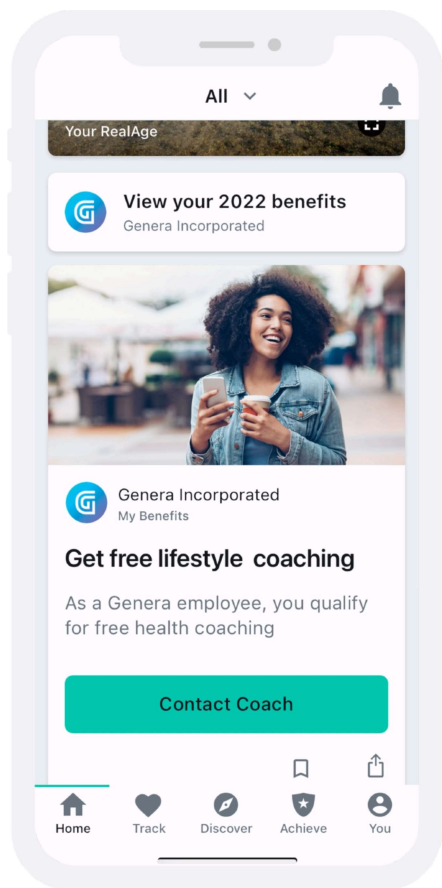 All
Your RealAge
View your 2022 benefits
Genera Incorporated
Genera Incorporated
My Benefits
Get free lifestyle coaching
As a Genera employee, you qualify
for free health coaching
Contact Coach
Home Track Discover Achieve You